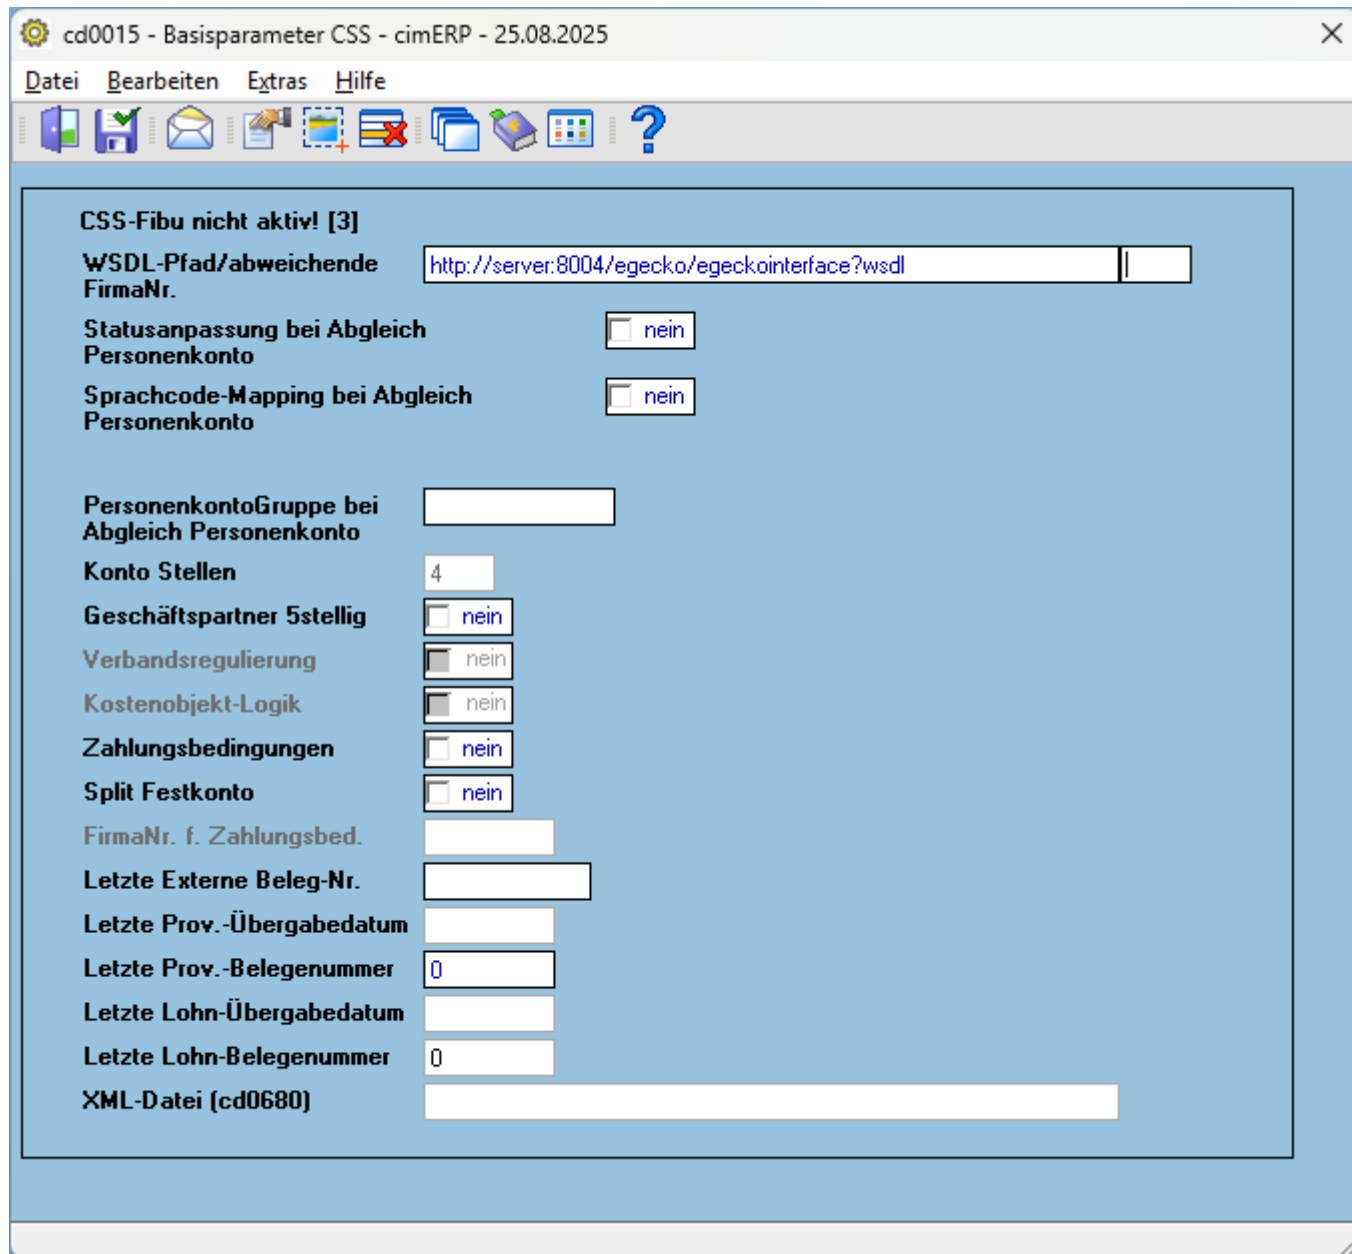 cd0015 - Basisparameter CSS - cimERP - 25.08.2025
Datei Bearbeiten Extras Hilfe
CSS-Fibu nicht aktiv! [3]
WSDL-Pfad/abweichende
FirmaNr.
http://server:8004/egecko/egeckointerface?wsdl
Statusanpassung bei Abgleich
Personenkonto
nein
Sprachcode-Mapping bei Abgleich
Personenkonto
nein
PersonenkontoGruppe bei
Abgleich Personenkonto
Konto Stellen 4
Geschäftspartner 5stellig nein
Verbandsregulierung nein
Kostenobjekt-Logik nein
Zahlungsbedingungen nein
Split Festkonto nein
FirmaNr. f. Zahlungsbed.
Letzte Externe Beleg-Nr.
Letzte Prov.-Übergabedatum
Letzte Prov.-Belegenummer 0
Letzte Lohn-Übergabedatum
Letzte Lohn-Belegenummer 0
XML-Datei (cd0680)